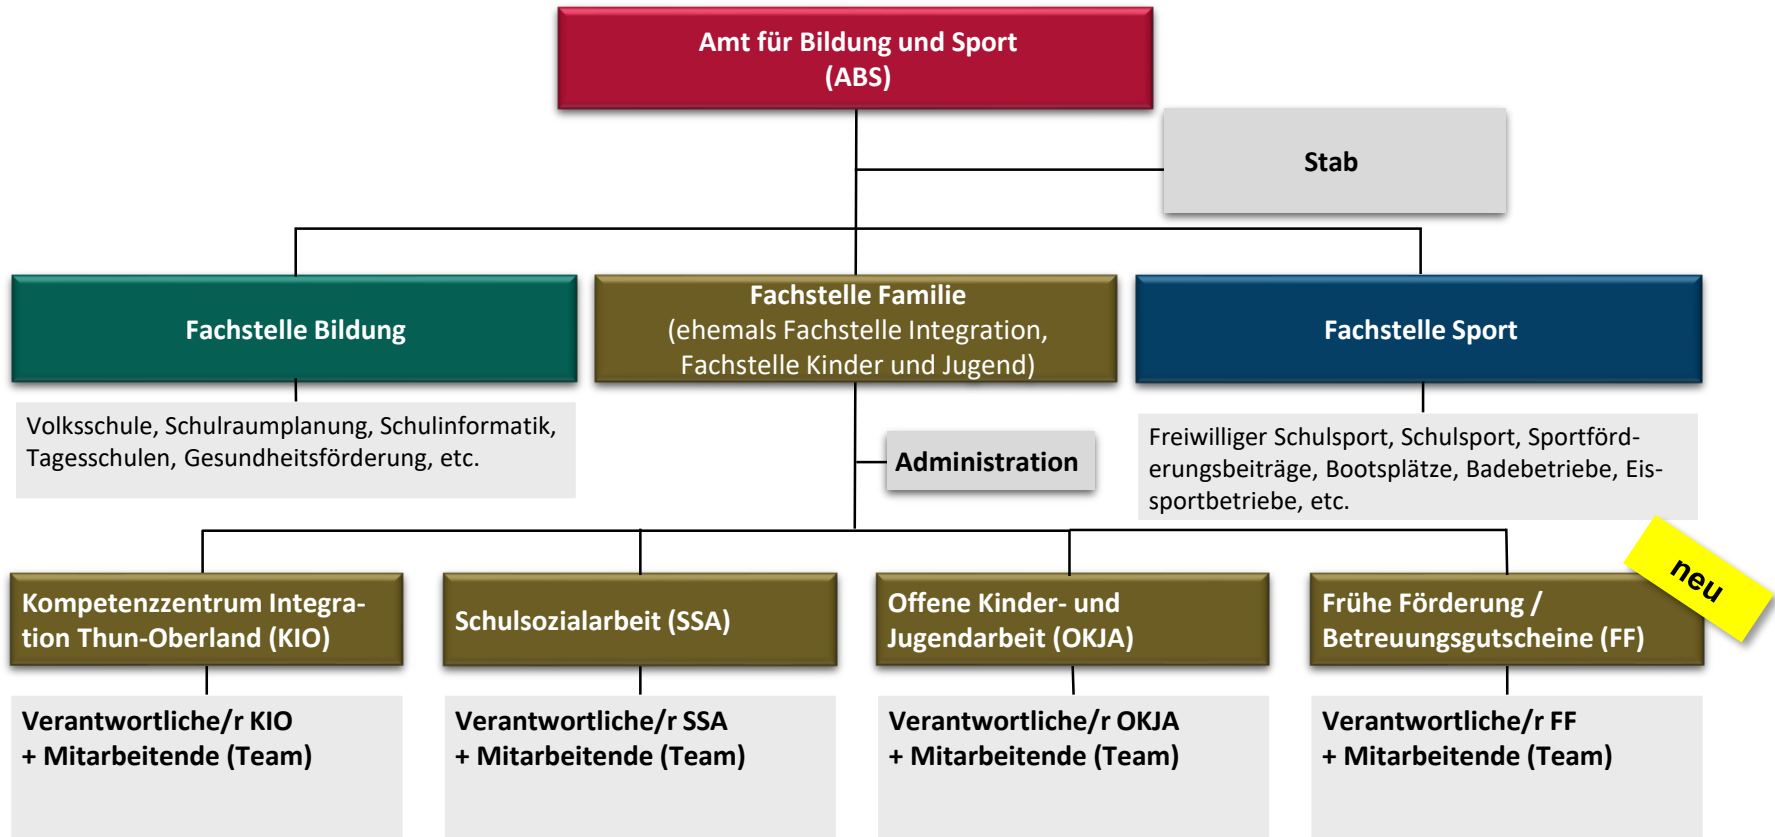 Amt für Bildung und Sport
(ABS)
Stab
Fachstelle Bildung
Fachstelle Familie
(ehemals Fachstelle Integration,
Fachstelle Kinder und Jugend)
Fachstelle Sport
Volksschule, Schulraumplanung, Schulinformatik,
Tagesschulen, Gesundheitsförderung, etc.
Administration
Freiwilliger Schulsport, Schulsport, Sportförd-
erungsbeiträge, Bootsplätze, Badebetriebe, Eis-
sportbetriebe, etc.
neu
Kompetenzzentrum Integra-
tion Thun-Oberland (KIO)
Schulsozialarbeit (SSA)
Offene Kinder- und
Jugendarbeit (OKJA)
Frühe Förderung /
Betreuungsgutscheine (FF)
Verantwortliche/r KIO
+ Mitarbeitende (Team)
Verantwortliche/r SSA
+ Mitarbeitende (Team)
Verantwortliche/r OKJA
+ Mitarbeitende (Team)
Verantwortliche/r FF
+ Mitarbeitende (Team)